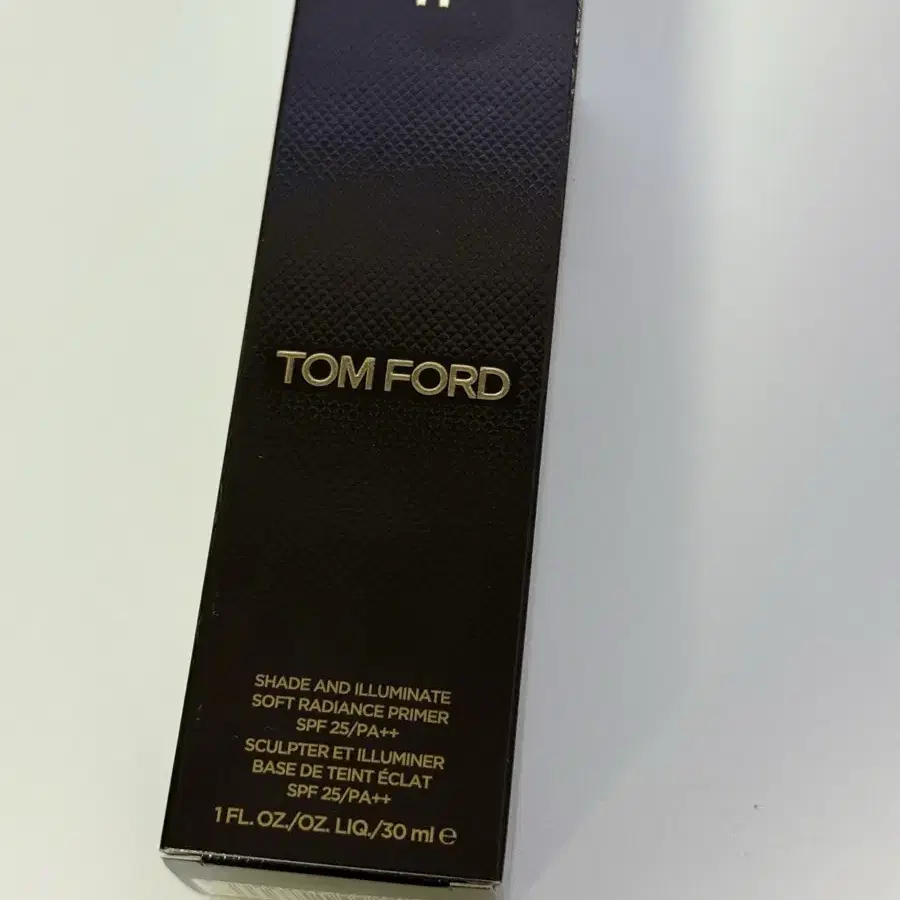 TOM FORD
SHADE AND ILLUMINATE
SOFT RADIANCE PRIMER
SPF 25/PA++
SCULPTER ET ILLUMINER
BASE DE TEINT ÉCLAT
SPF 25/PA++
1 FL. OZ./OZ. LIQ./30 ml ℮